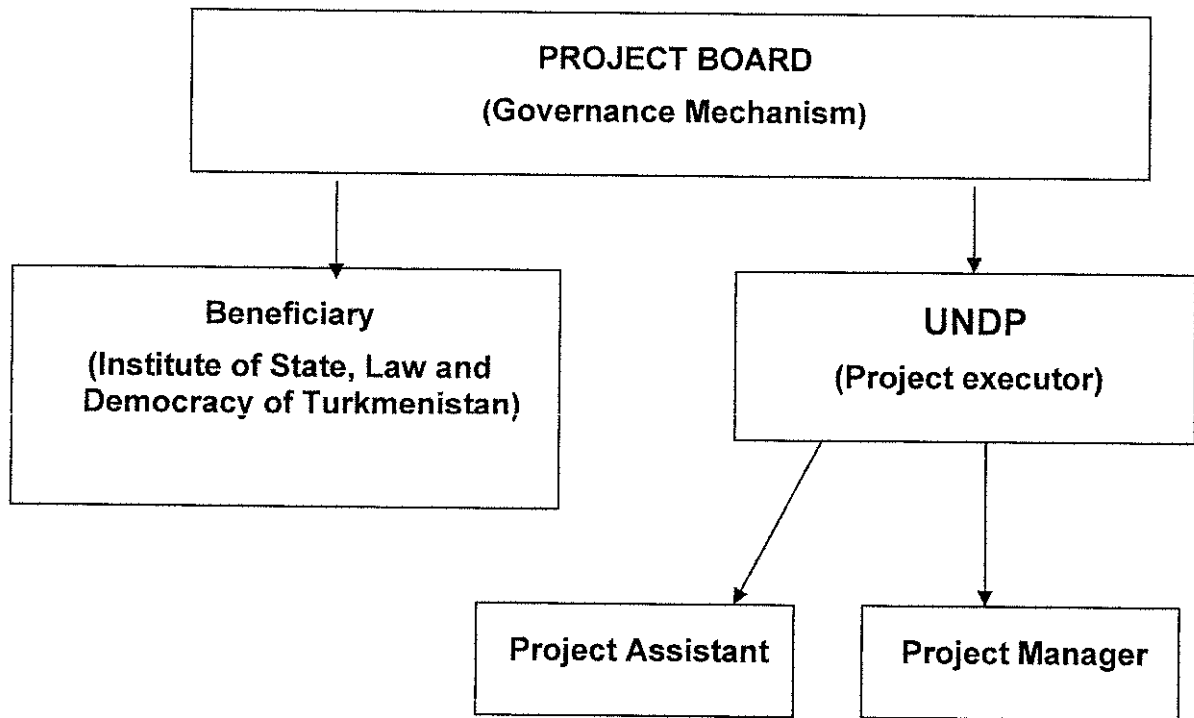 PROJECT BOARD
(Governance Mechanism)
Beneficiary
(Institute of State, Law and
Democracy of Turkmenistan)
UNDP
(Project executor)
Project Assistant
Project Manager